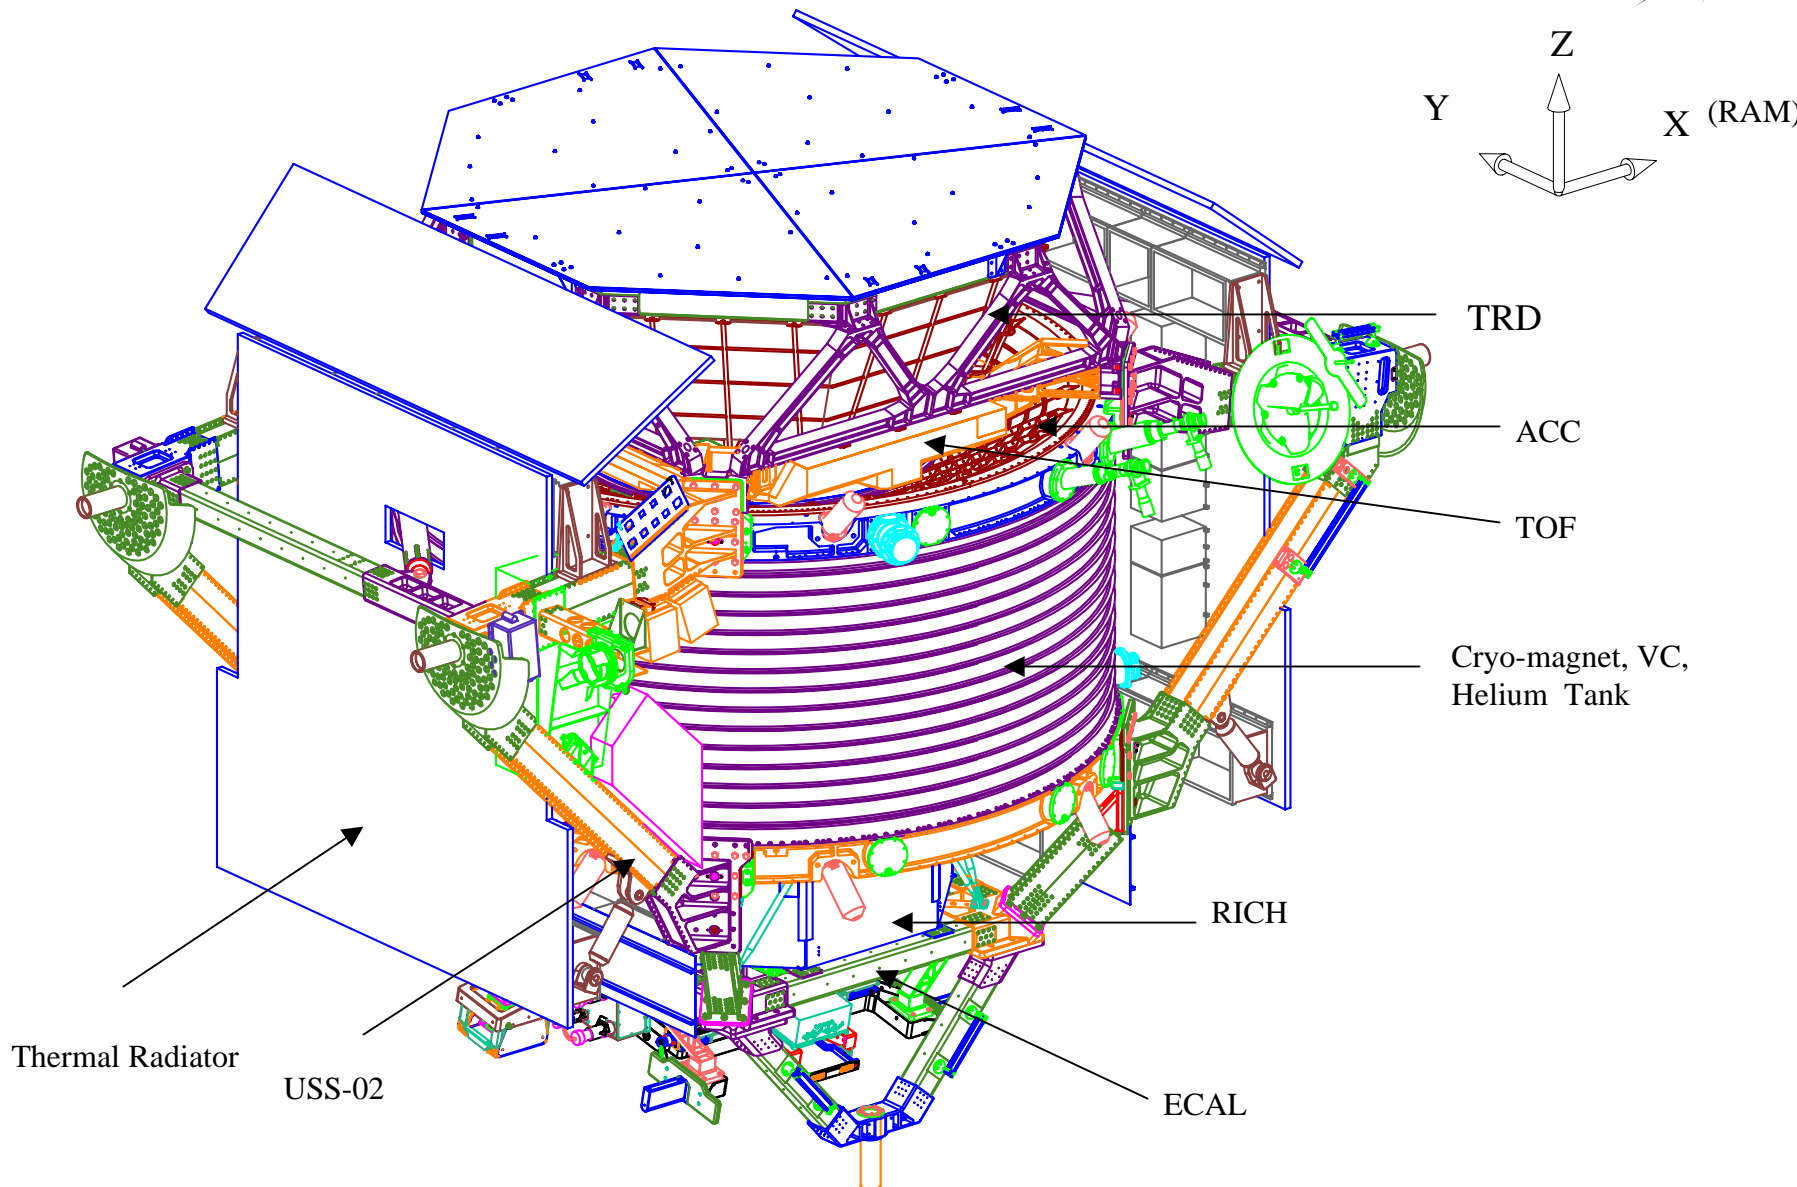 Z
Y
X (RAM)
TRD
ACC
TOF
Cryo-magnet, VC,
Helium Tank
RICH
Thermal Radiator
USS-02
ECAL